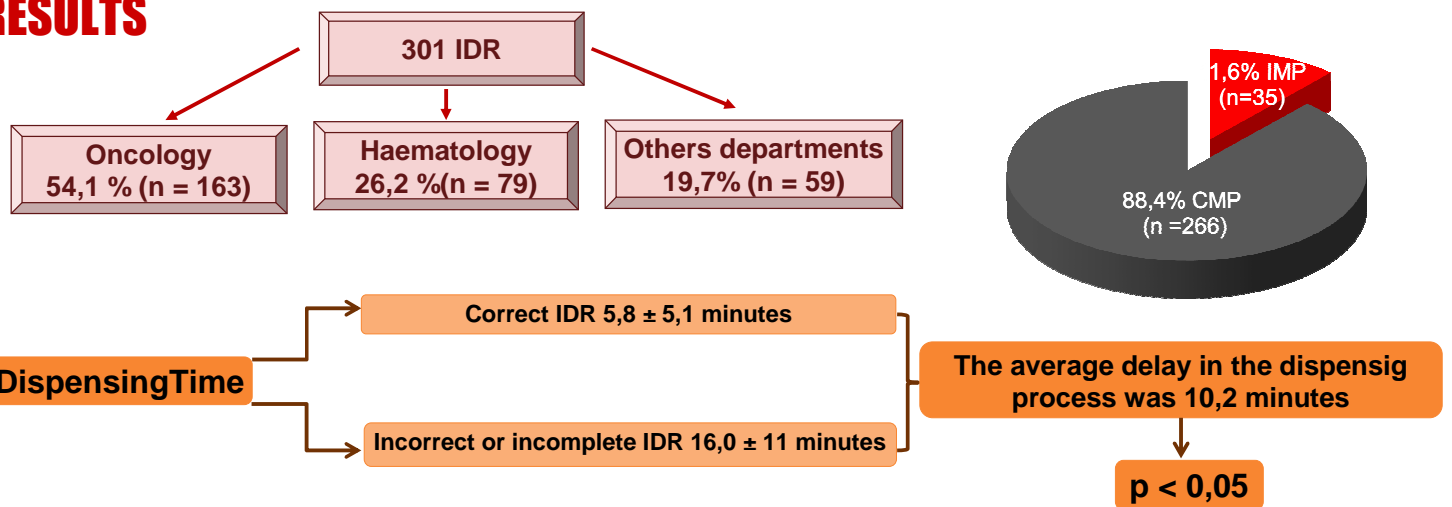 RESULTS
301 IDR
Oncology
54,1 % (n = 163)
Haematology
26,2 %(n = 79)
Others departments
19,7% (n = 59)
1,6% IMP
(n=35)
88,4% CMP
(n =266)
DispensingTime
Correct IDR 5,8 ± 5,1 minutes
Incorrect or incomplete IDR 16,0 ± 11 minutes
The average delay in the dispensig
process was 10,2 minutes
p < 0,05